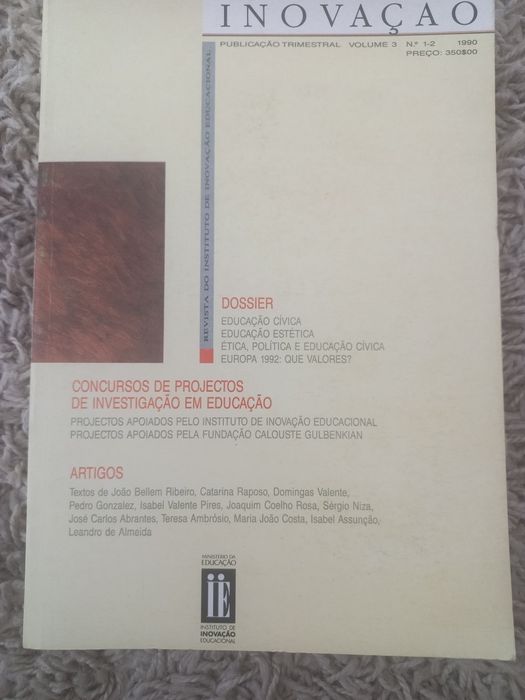 INOVAÇÃO
PUBLICAÇÃO TRIMESTRAL VOLUME 3 N.º 1-2 1990
PREÇO: 350$00
REVISTA DO INSTITUTO DE INOVAÇÃO EDUCACIONAL
DOSSIER
EDUCAÇÃO CÍVICA
EDUCAÇÃO ESTÉTICA
ÉTICA, POLÍTICA E EDUCAÇÃO CÍVICA
EUROPA 1992: QUE VALORES?
CONCURSOS DE PROJECTOS
DE INVESTIGAÇÃO EM EDUCAÇÃO
PROJECTOS APOIADOS PELO INSTITUTO DE INOVAÇÃO EDUCACIONAL
PROJECTOS APOIADOS PELA FUNDAÇÃO CALOUSTE GULBENKIAN
ARTIGOS
Textos de João Bellem Ribeiro, Catarina Raposo, Domingas Valente,
Pedro Gonzalez, Isabel Valente Pires, Joaquim Coelho Rosa, Sérgio Niza,
José Carlos Abrantes, Teresa Ambrósio, Maria João Costa, Isabel Assunção,
Leandro de Almeida
MINISTÉRIO DA
EDUCAÇÃO
iE
INSTITUTO DE
INOVAÇÃO
EDUCACIONAL